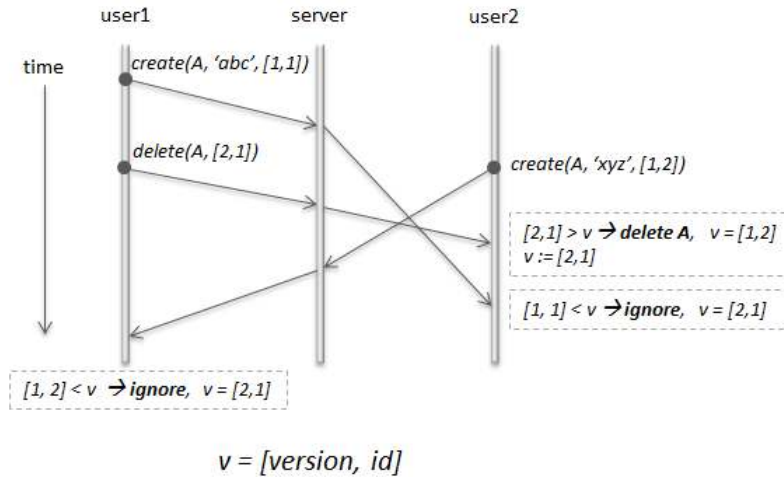 user1 server user2
time
create(A, ‘abc’, [1,1])
delete(A, [2,1])
create(A, ‘xyz’, [1,2])
[2,1] > v → delete A, v = [1,2]
v := [2,1]
[1, 1] < v → ignore, v = [2,1]
[1, 2] < v → ignore, v = [2,1]
v = [version, id]